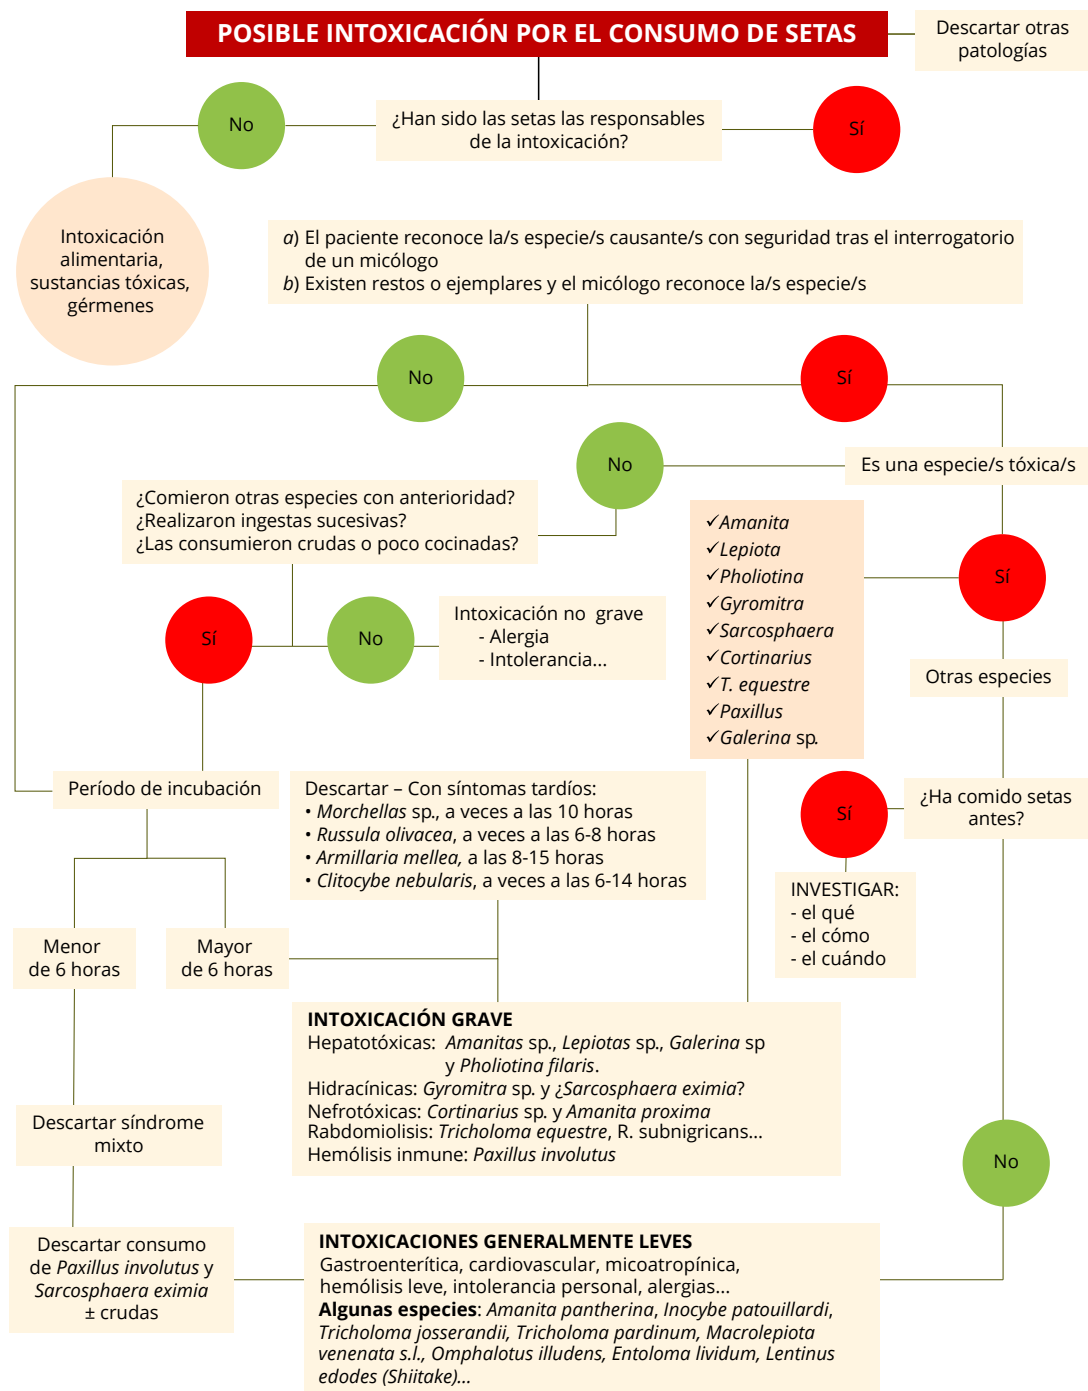 POSIBLE INTOXICACIÓN POR EL CONSUMO DE SETAS
Descartar otras
patologías
No
¿Han sido las setas las responsables
de la intoxicación?
Sí
Intoxicación
alimentaria,
sustancias tóxicas,
gérmenes
a) El paciente reconoce la/s especie/s causante/s con seguridad tras el interrogatorio
de un micólogo
b) Existen restos o ejemplares y el micólogo reconoce la/s especie/s
No
Sí
No
Es una especie/s tóxica/s
¿Comieron otras especies con anterioridad?
¿Realizaron ingestas sucesivas?
¿Las consumieron crudas o poco cocinadas?
✓Amanita
✓Lepiota
✓Pholiotina
✓Gyromitra
✓Sarcosphaera
✓Cortinarius
✓T. equestre
✓Paxillus
✓Galerina sp.
Sí
Sí
No
Intoxicación no grave
- Alergia
- Intolerancia...
Otras especies
Período de incubación
Descartar – Con síntomas tardíos:
• Morchellas sp., a veces a las 10 horas
• Russula olivacea, a veces a las 6-8 horas
• Armillaria mellea, a las 8-15 horas
• Clitocybe nebularis, a veces a las 6-14 horas
Sí
¿Ha comido setas
antes?
INVESTIGAR:
- el qué
- el cómo
- el cuándo
Menor
de 6 horas
Mayor
de 6 horas
INTOXICACIÓN GRAVE
Hepatotóxicas: Amanitas sp., Lepiotas sp., Galerina sp
y Pholiotina filaris.
Hidracínicas: Gyromitra sp. y ¿Sarcosphaera eximia?
Nefrotóxicas: Cortinarius sp. y Amanita proxima
Rabdomiolisis: Tricholoma equestre, R. subnigricans...
Hemólisis inmune: Paxillus involutus
Descartar síndrome
mixto
No
Descartar consumo
de Paxillus involutus y
Sarcosphaera eximia
± crudas
INTOXICACIONES GENERALMENTE LEVES
Gastroenterítica, cardiovascular, micoatropínica,
hemólisis leve, intolerancia personal, alergias...
Algunas especies: Amanita pantherina, Inocybe patouillardi,
Tricholoma josserandii, Tricholoma pardinum, Macrolepiota
venenata s.l., Omphalotus illudens, Entoloma lividum, Lentinus
edodes (Shiitake)...